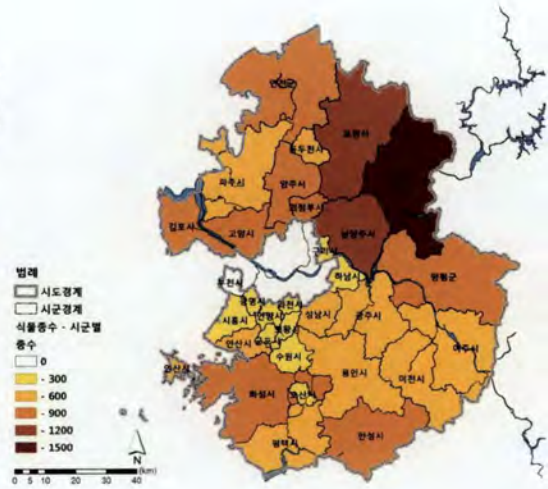 연천군
포천시
동두천시
파주시
양주시
의정부시
김포시
고양시
남양주시
구리시
양평군
부천시
하남시
광명시
과천시
시흥시
안양시
성남시
광주시
의왕시
안산시
군포시
수원시
여주시
용인시
이천시
안산시
화성시
오산시
평택시
안성시
범례
시도경계
시군경계
식물종수 - 시군별
종수
0
- 300
- 600
- 900
- 1200
- 1500
N
0 5 10 20 30 40 (km)